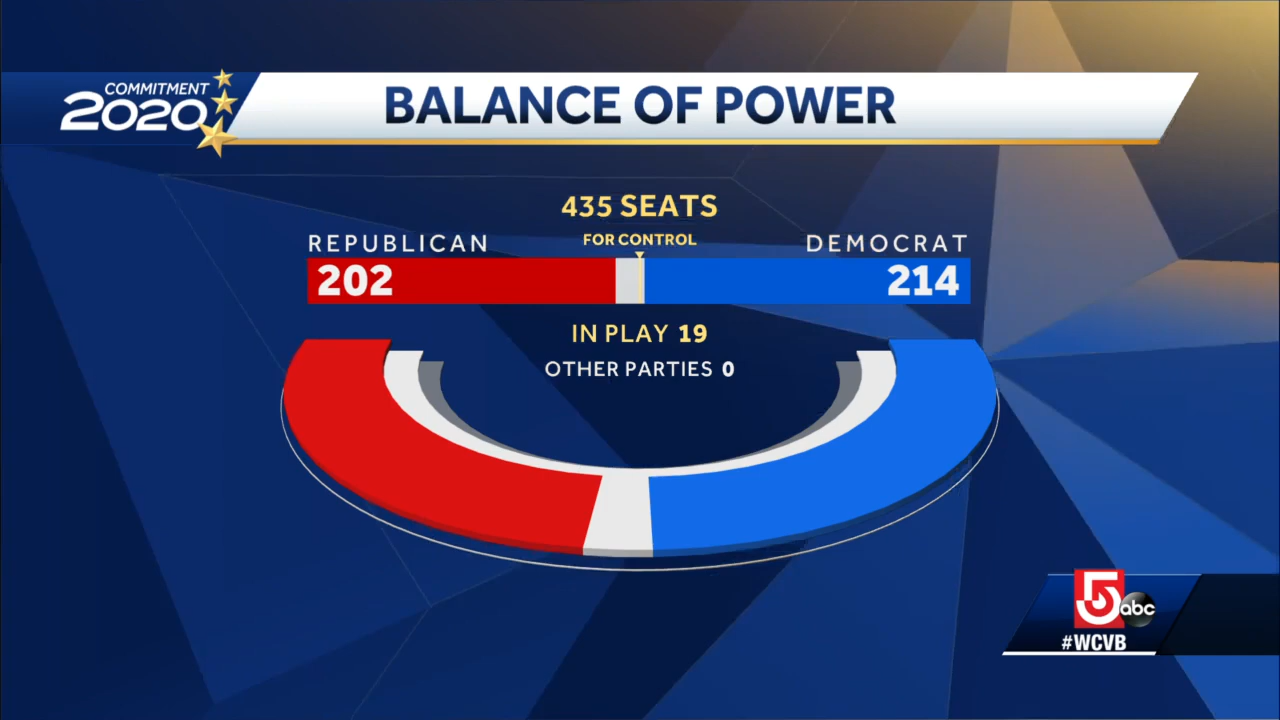 COMMITMENT
2020
BALANCE OF POWER
435 SEATS
FOR CONTROL
REPUBLICAN
DEMOCRAT
202
214
IN PLAY 19
OTHER PARTIES 0
5 abc
#WCVB